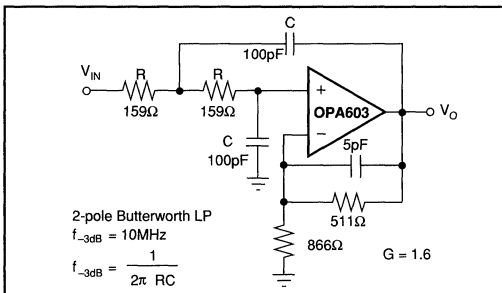 C
100pF
V_IN
R
R
159Ω
159Ω
+
OPA603
−
V_O
C
100pF
5pF
511Ω
866Ω
G = 1.6
2-pole Butterworth LP
f_−3dB = 10MHz
f_−3dB = 1
2π RC